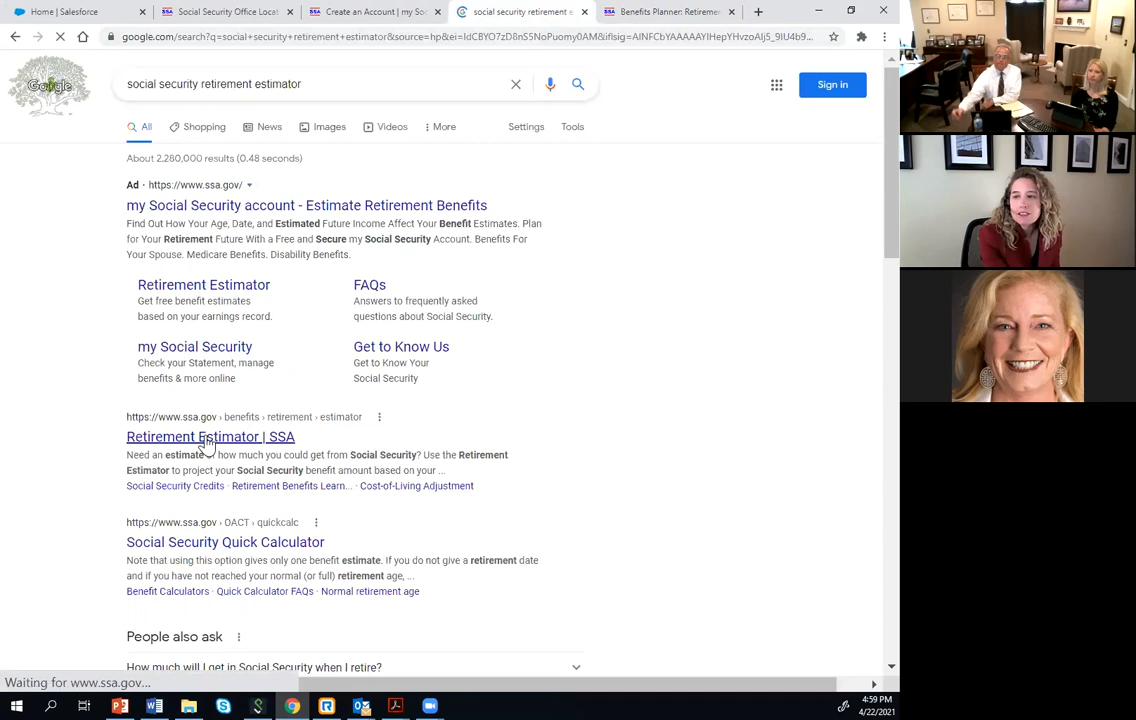 Home | Salesforce
Social Security Office Locat
Create an Account | my Soc
social security retirement e
Benefits Planner: Retiremen
google.com/search?q=social+security+retirement+estimator&source=hp&ei=IdCBYO7zD8nS5NoPuomy0AM&iflsig=AINFCbYAAAAAYIHepYHvzoAlj5_9IU4b9...
Google
social security retirement estimator
Sign in
All
Shopping
News
Images
Videos
More
Settings
Tools
About 2,280,000 results (0.48 seconds)
Ad · https://www.ssa.gov/
my Social Security account - Estimate Retirement Benefits
Find Out How Your Age, Date, and Estimated Future Income Affect Your Benefit Estimates. Plan
for Your Retirement Future With a Free and Secure my Social Security Account. Benefits For
Your Spouse. Medicare Benefits. Disability Benefits.
Retirement Estimator
Get free benefit estimates
based on your earnings record.
FAQs
Answers to frequently asked
questions about Social Security.
my Social Security
Check your Statement, manage
benefits & more online
Get to Know Us
Get to Know Your
Social Security
https://www.ssa.gov › benefits › retirement › estimator
Retirement Estimator | SSA
Need an estimate of how much you could get from Social Security? Use the Retirement
Estimator to project your Social Security benefit amount based on your ...
Social Security Credits · Retirement Benefits Learn... · Cost-of-Living Adjustment
https://www.ssa.gov › OACT › quickcalc
Social Security Quick Calculator
Note that using this option gives only one benefit estimate. If you do not give a retirement date
and if you have not reached your normal (or full) retirement age, ...
Benefit Calculators · Quick Calculator FAQs · Normal retirement age
People also ask
How much will I get in Social Security when I retire?
Waiting for www.ssa.gov...
4:59 PM
4/22/2021